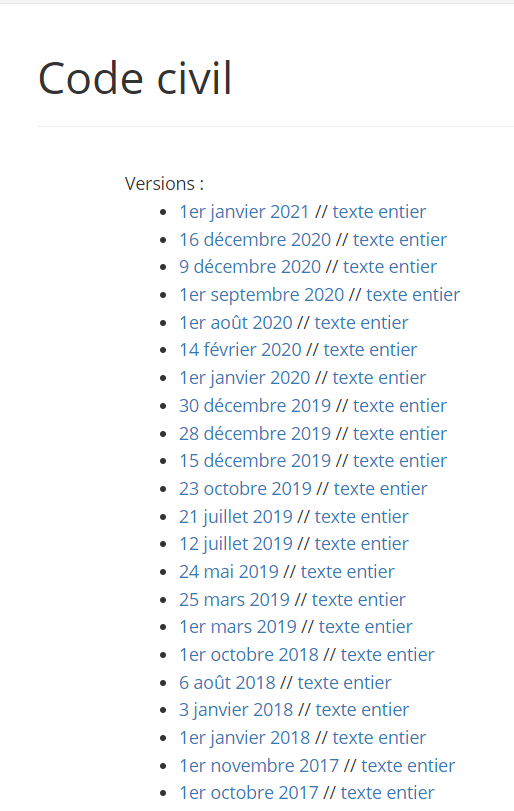 Code civil
Versions :
1er janvier 2021 // texte entier
16 décembre 2020 // texte entier
9 décembre 2020 // texte entier
1er septembre 2020 // texte entier
1er août 2020 // texte entier
14 février 2020 // texte entier
1er janvier 2020 // texte entier
30 décembre 2019 // texte entier
28 décembre 2019 // texte entier
15 décembre 2019 // texte entier
23 octobre 2019 // texte entier
21 juillet 2019 // texte entier
12 juillet 2019 // texte entier
24 mai 2019 // texte entier
25 mars 2019 // texte entier
1er mars 2019 // texte entier
1er octobre 2018 // texte entier
6 août 2018 // texte entier
3 janvier 2018 // texte entier
1er janvier 2018 // texte entier
1er novembre 2017 // texte entier
1er octobre 2017 // texte entier